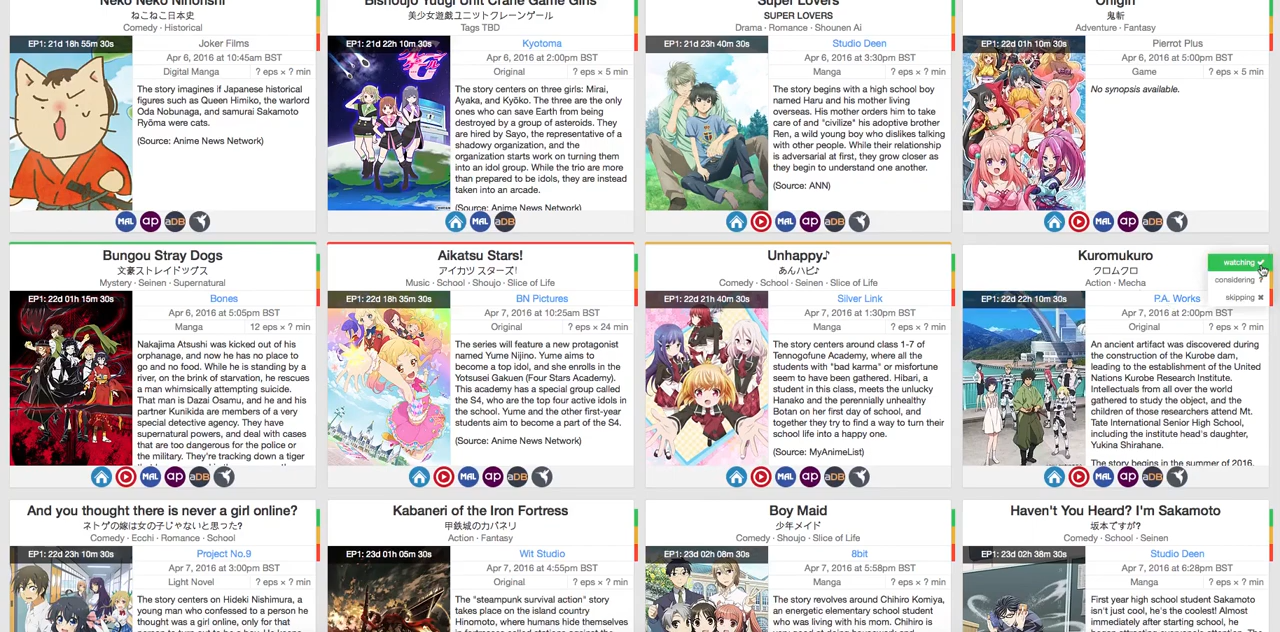 Neko Neko Nihonshi
ねこねこ日本史
Comedy · Historical
EP1: 21d 18h 55m 30s
Joker Films
Apr 6, 2016 at 10:45am BST
Digital Manga
? eps × ? min
The story imagines if Japanese historical
figures such as Queen Himiko, the warlord
Oda Nobunaga, and samurai Sakamoto
Ryōma were cats.
(Source: Anime News Network)
MAL ap aDB
Bishoujo Yuugi Unit Crane Game Girls
美少女遊戯ユニットクレーンゲール
Tags TBD
EP1: 21d 22h 10m 30s
Kyotoma
Apr 6, 2016 at 2:00pm BST
Original
? eps × 5 min
The story centers on three girls: Mirai,
Ayaka, and Kyōko. The three are the only
ones who can save Earth from being
destroyed by a group of asteroids. They
are hired by Sayo, the representative of a
shadowy organization, and the
organization starts work on turning them
into an idol group. While the trio are more
than prepared to be idols, they are instead
taken into an arcade.
(Source: Anime News Network)
MAL aDB
Super Lovers
SUPER LOVERS
Drama · Romance · Shounen Ai
EP1: 21d 23h 40m 30s
Studio Deen
Apr 6, 2016 at 3:30pm BST
Manga
? eps × ? min
The story begins with a high school boy
named Haru and his mother living
overseas. His mother orders him to take
care of and "civilize" his adoptive brother
Ren, a wild young boy who dislikes talking
with other people. While their relationship
is adversarial at first, they grow closer as
they begin to understand one another.
(Source: ANN)
MAL ap aDB
Onigiri
鬼斬
Adventure · Fantasy
EP1: 22d 01h 10m 30s
Pierrot Plus
Apr 6, 2016 at 5:00pm BST
Game
? eps × 5 min
No synopsis available.
MAL ap aDB
Bungou Stray Dogs
文豪ストレイドッグス
Mystery · Seinen · Supernatural
EP1: 22d 01h 15m 30s
Bones
Apr 6, 2016 at 5:05pm BST
Manga
12 eps × ? min
Nakajima Atsushi was kicked out of his
orphanage, and now he has no place to
go and no food. While he is standing by a
river, on the brink of starvation, he rescues
a man whimsically attempting suicide.
That man is Dazai Osamu, and he and his
partner Kunikida are members of a very
special detective agency. They have
supernatural powers, and deal with cases
that are too dangerous for the police or
the military. They're tracking down a tiger
MAL ap aDB
Aikatsu Stars!
アイカツ スターズ!
Music · School · Shoujo · Slice of Life
EP1: 22d 18h 35m 30s
BN Pictures
Apr 7, 2016 at 10:25am BST
Original
? eps × 24 min
The series will feature a new protagonist
named Yume Nijino. Yume aims to
become a top idol, and she enrolls in the
Yotsusei Gakuen (Four Stars Academy).
This academy has a special group called
the S4, who are the top four active idols in
the school. Yume and the other first-year
students aim to become a part of the S4.
(Source: Anime News Network)
MAL ap aDB
Unhappy♪
あんハピ♪
Comedy · School · Seinen · Slice of Life
EP1: 22d 21h 40m 30s
Silver Link
Apr 7, 2016 at 1:30pm BST
Manga
? eps × ? min
The story centers around class 1-7 of
Tennogofune Academy, where all the
students with "bad karma" or misfortune
seem to have been gathered. Hibari, a
student in this class, meets the unlucky
Hanako and the perennially unhealthy
Botan on her first day of school, and
together they try to find a way to turn their
school life into a happy one.
(Source: MyAnimeList)
MAL ap aDB
Kuromukuro
クロムクロ
Action · Mecha
watching
considering ?
skipping
EP1: 22d 22h 10m 30s
P.A. Works
Apr 7, 2016 at 2:00pm BST
Original
? eps × ? min
An ancient artifact was discovered during
the construction of the Kurobe dam,
leading to the establishment of the United
Nations Kurobe Research Institute.
Intellectuals from all over the world
gathered to study the object, and the
children of those researchers attend Mt.
Tate International Senior High School,
including the institute head's daughter,
Yukina Shirahane.
The story begins in the summer of 2016.
MAL ap aDB
And you thought there is never a girl online?
ネトゲの嫁は女の子じゃないと思った?
Comedy · Ecchi · Romance · School
EP1: 22d 23h 10m 30s
Project No.9
Apr 7, 2016 at 3:00pm BST
Light Novel
? eps × ? min
The story centers on Hideki Nishimura, a
young man who confessed to a person he
thought was a girl online, only for that
Kabaneri of the Iron Fortress
甲鉄城のカバネリ
Action · Fantasy
EP1: 23d 01h 05m 30s
Wit Studio
Apr 7, 2016 at 4:55pm BST
Original
? eps × ? min
The "steampunk survival action" story
takes place on the island country
Hinomoto, where humans hide themselves
Boy Maid
少年メイド
Comedy · Shoujo · Slice of Life
EP1: 23d 02h 08m 30s
8bit
Apr 7, 2016 at 5:58pm BST
Manga
? eps × ? min
The story revolves around Chihiro Komiya,
an energetic elementary school student
who was living with his mom. Chihiro is
Haven't You Heard? I'm Sakamoto
坂本ですが?
Comedy · School · Seinen
EP1: 23d 02h 38m 30s
Studio Deen
Apr 7, 2016 at 6:28pm BST
Manga
? eps × ? min
First year high school student Sakamoto
isn't just cool, he's the coolest! Almost
immediately after starting school, he